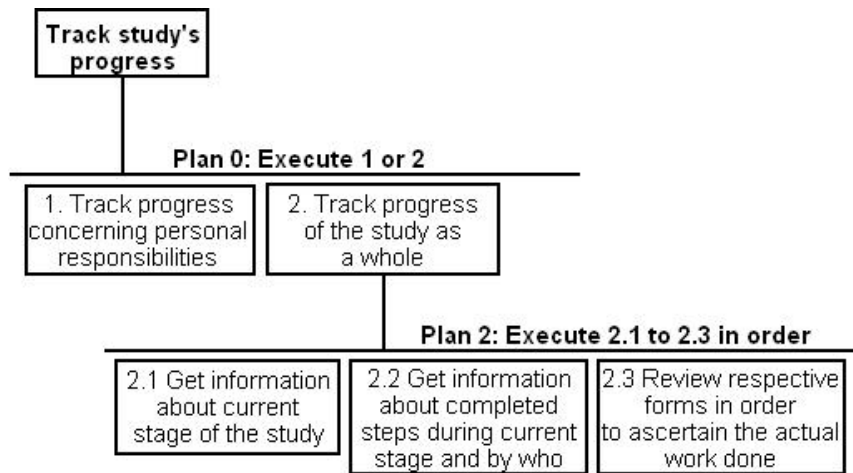 Track study's
progress
Plan 0: Execute 1 or 2
1. Track progress
concerning personal
responsibilities
2. Track progress
of the study as
a whole
Plan 2: Execute 2.1 to 2.3 in order
2.1 Get information
about current
stage of the study
2.2 Get information
about completed
steps during current
stage and by who
2.3 Review respective
forms in order
to ascertain the actual
work done